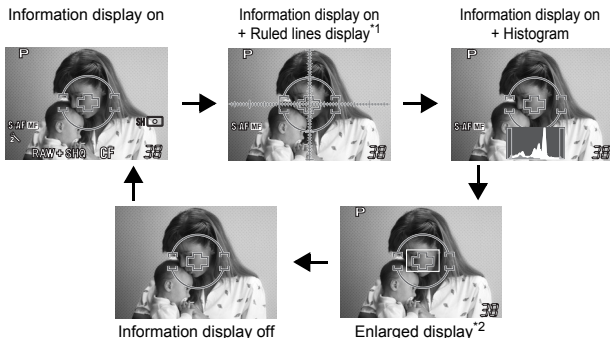 Information display on
Information display on
+ Ruled lines display*1
Information display on
+ Histogram
P
S-AF MF
RAW+SHQ CF 38
P
S-AF MF
38
P
S-AF MF
38
Information display off
P
38
Enlarged display*2